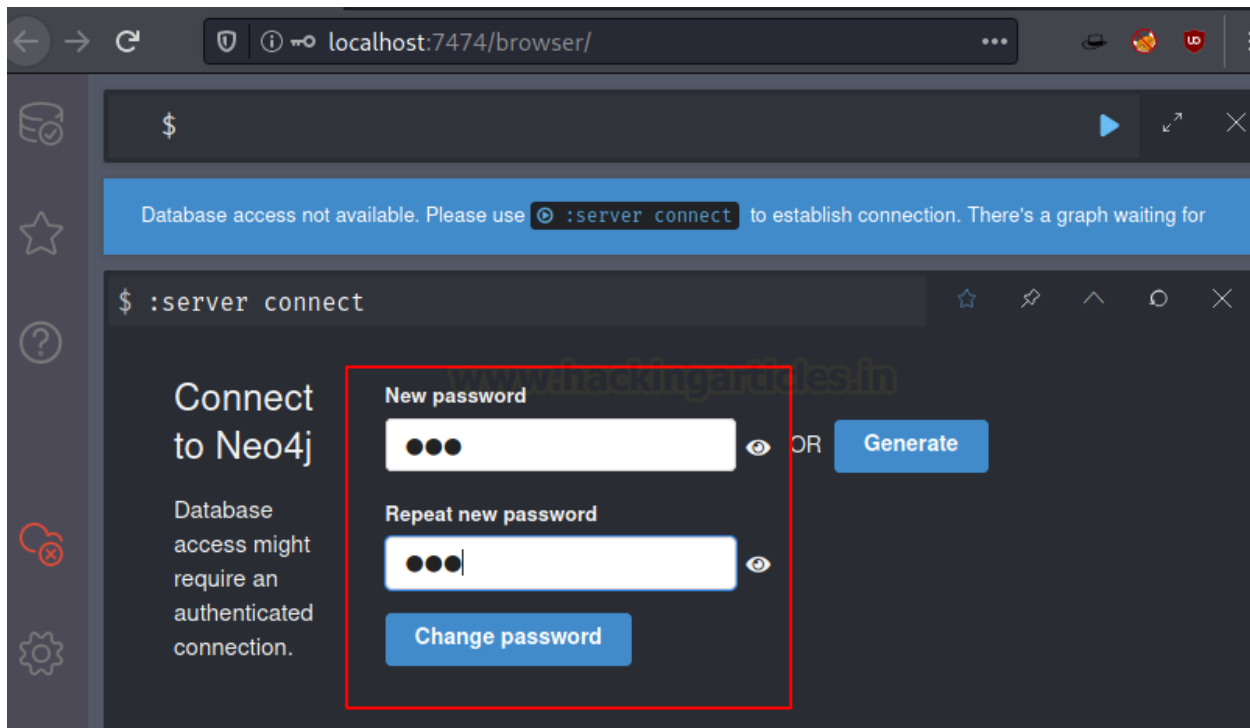 localhost:7474/browser/
$
Database access not available. Please use :server connect to establish connection. There's a graph waiting for
$ :server connect
www.hackingarticles.in
Connect
to Neo4j
Database
access might
require an
authenticated
connection.
New password
OR Generate
Repeat new password
Change password